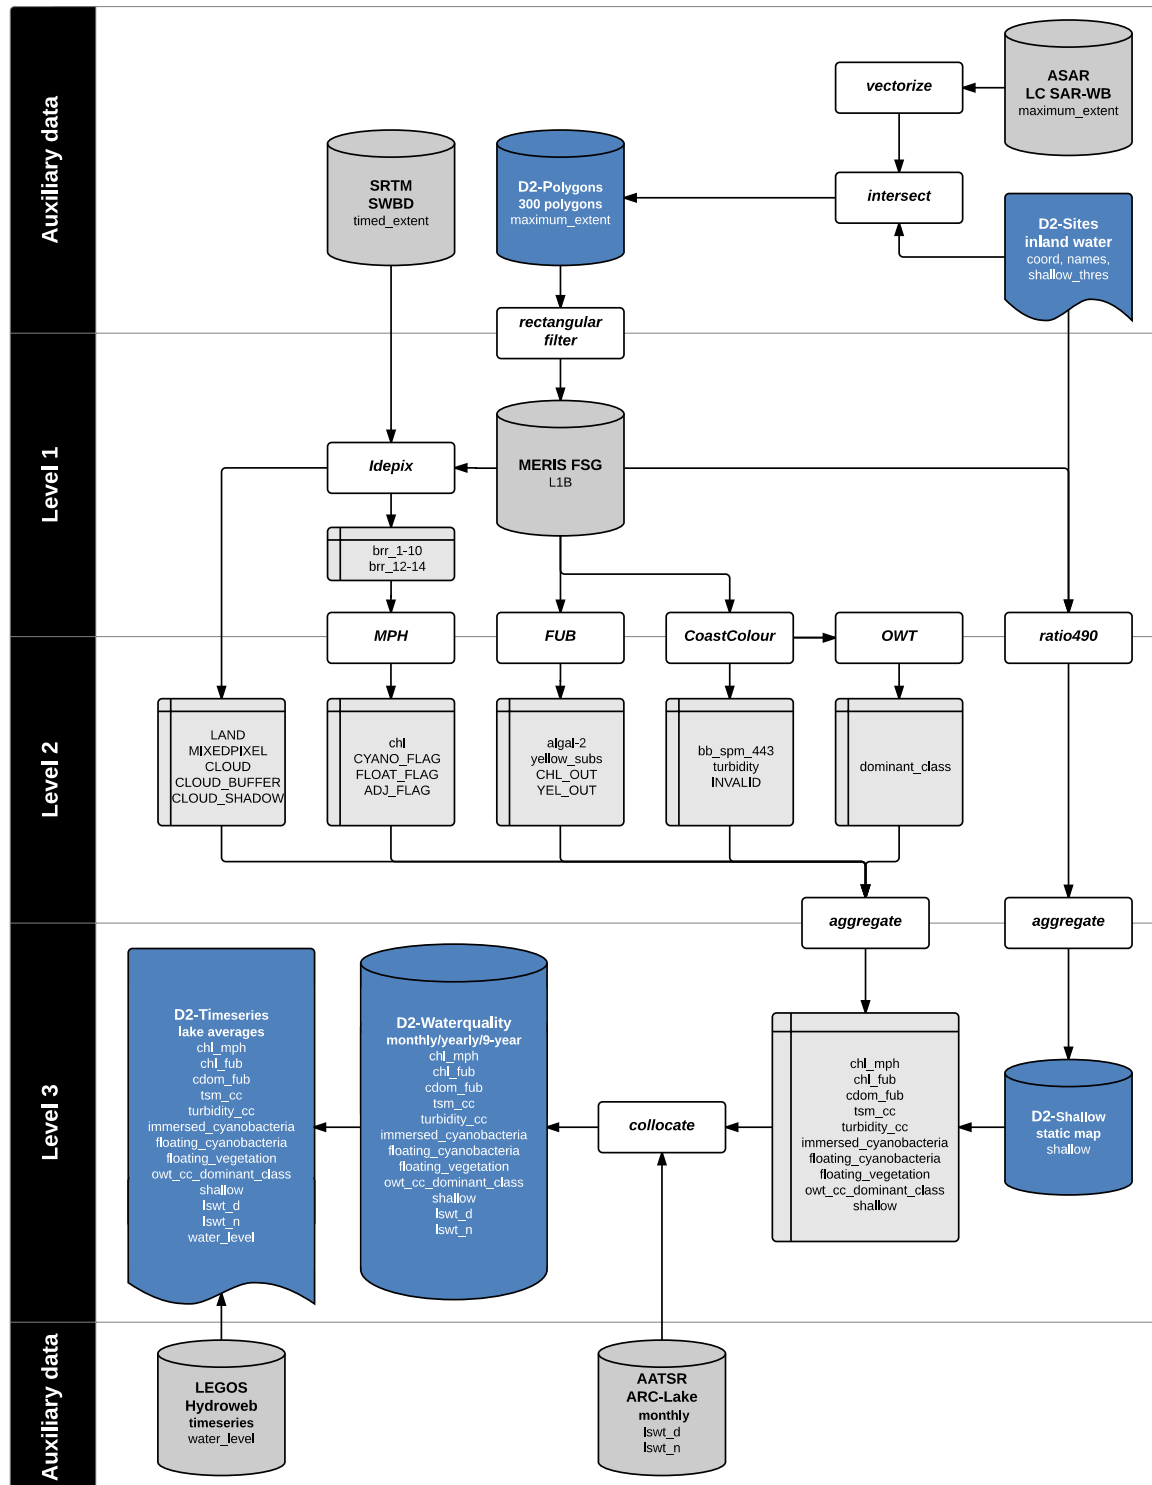 Auxiliary data
ASAR
LC SAR-WB
maximum_extent
vectorize
SRTM
SWBD
timed_extent
D2-Polygons
300 polygons
maximum_extent
intersect
D2-Sites
inland water
coord, names,
shallow_thres
rectangular
filter
Level 1
Idepix
MERIS FSG
L1B
brr_1-10
brr_12-14
MPH
FUB
CoastColour
OWT
ratio490
Level 2
LAND
MIXEDPIXEL
CLOUD
CLOUD_BUFFER
CLOUD_SHADOW
chl
CYANO_FLAG
FLOAT_FLAG
ADJ_FLAG
algal-2
yellow_subs
CHL_OUT
YEL_OUT
bb_spm_443
turbidity
INVALID
dominant_class
aggregate
aggregate
Level 3
D2-Timeseries
lake averages
chl_mph
chl_fub
cdom_fub
tsm_cc
turbidity_cc
immersed_cyanobacteria
floating_cyanobacteria
floating_vegetation
owt_cc_dominant_class
shallow
lswt_d
lswt_n
water_level
D2-Waterquality
monthly/yearly/9-year
chl_mph
chl_fub
cdom_fub
tsm_cc
turbidity_cc
immersed_cyanobacteria
floating_cyanobacteria
floating_vegetation
owt_cc_dominant_class
shallow
lswt_d
lswt_n
collocate
chl_mph
chl_fub
cdom_fub
tsm_cc
turbidity_cc
immersed_cyanobacteria
floating_cyanobacteria
floating_vegetation
owt_cc_dominant_class
shallow
D2-Shallow
static map
shallow
Auxiliary data
LEGOS
Hydroweb
timeseries
water_level
AATSR
ARC-Lake
monthly
lswt_d
lswt_n